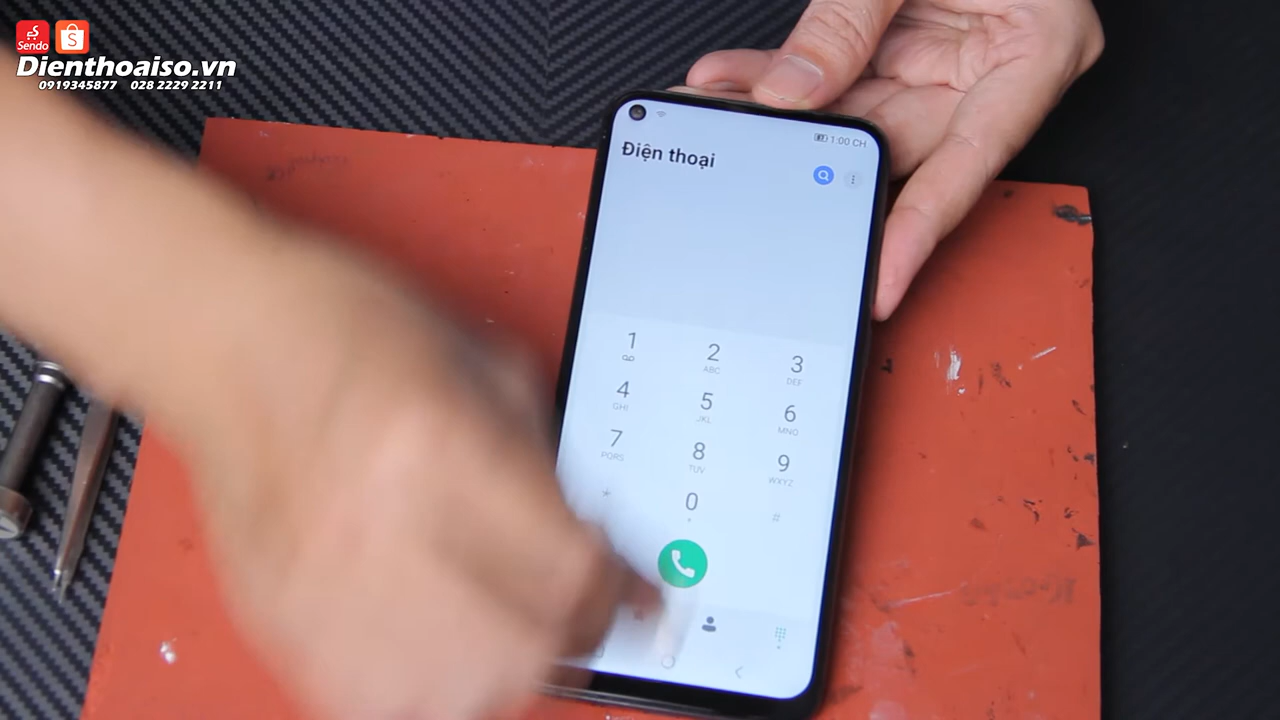 Sendo
Dienthoaiso.vn
0919345877 028 2229 2211
1:00 CH
Điện thoại
1
2
ABC
3
DEF
4
GHI
5
JKL
6
MNO
7
PQRS
8
TUV
9
WXYZ
*
0
+
#